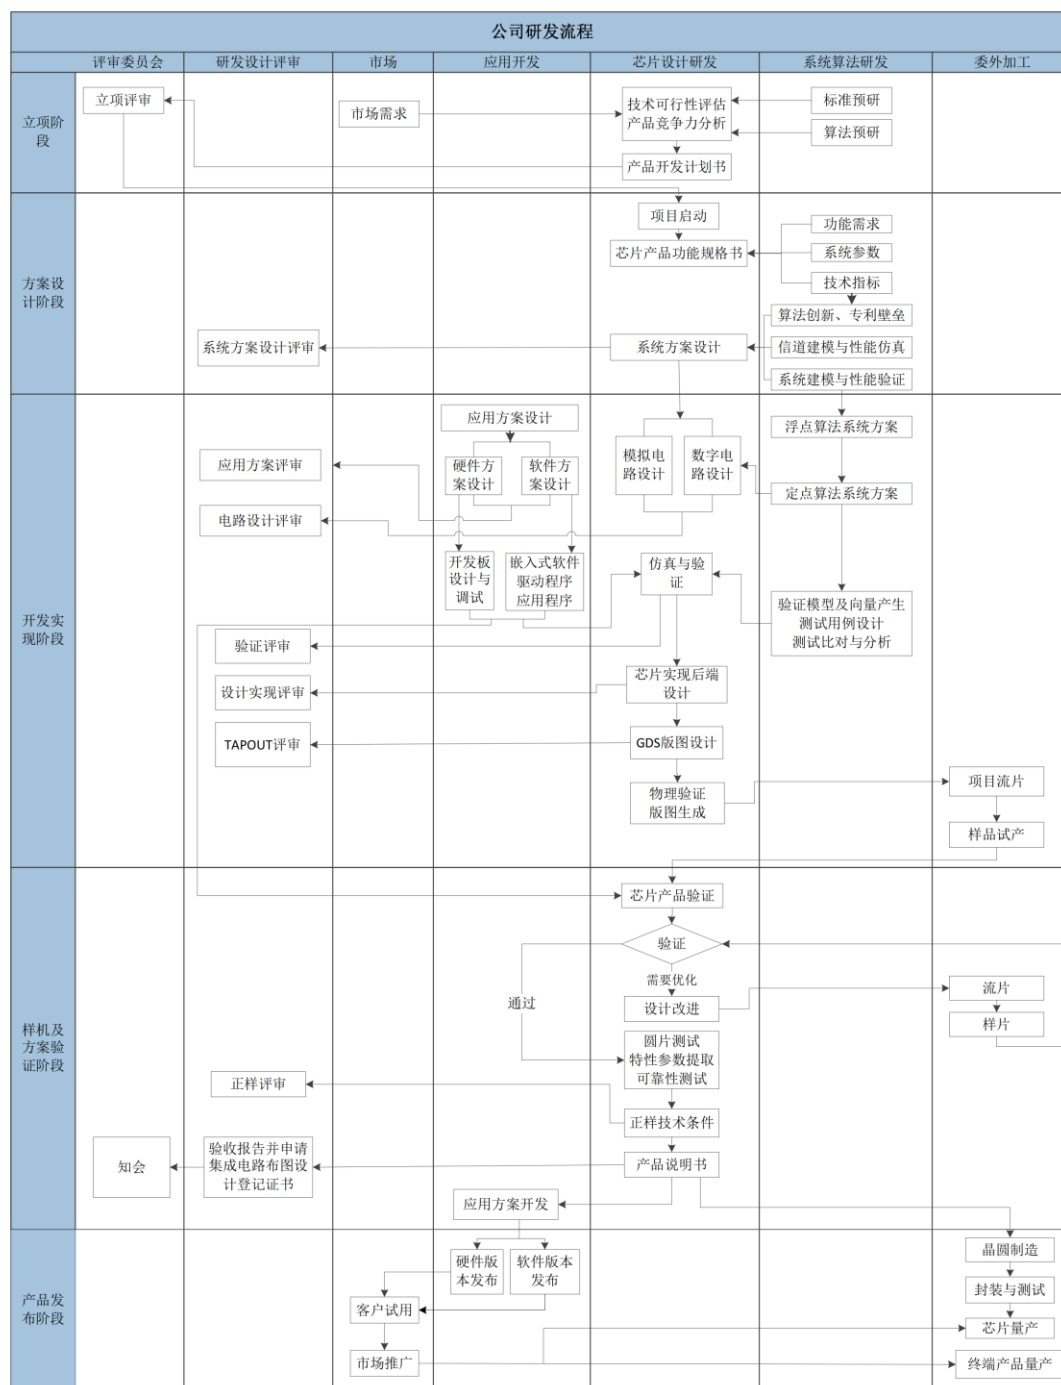 公司研发流程
评审委员会
研发设计评审
市场
应用开发
芯片设计研发
系统算法研发
委外加工
立项阶
段
立项评审
市场需求
技术可行性评估
产品竞争力分析
标准预研
算法预研
产品开发计划书
方案设
计阶段
项目启动
芯片产品功能规格书
功能需求
系统参数
技术指标
算法创新、专利壁垒
系统方案设计评审
系统方案设计
信道建模与性能仿真
系统建模与性能验证
开发实
现阶段
应用方案设计
浮点算法系统方案
应用方案评审
硬件方
案设计
软件方
案设计
模拟电
路设计
数字电
路设计
定点算法系统方案
电路设计评审
开发板
设计与
调试
嵌入式软件
驱动程序
应用程序
仿真与验
证
验证模型及向量产生
测试用例设计
测试比对与分析
验证评审
设计实现评审
芯片实现后端
设计
TAPOUT评审
GDS版图设计
物理验证
版图生成
项目流片
样品试产
样机及
方案验
证阶段
芯片产品验证
验证
需要优化
通过
设计改进
流片
样片
圆片测试
特性参数提取
可靠性测试
正样评审
正样技术条件
知会
验收报告并申请
集成电路布图设
计登记证书
产品说明书
应用方案开发
产品发
布阶段
硬件版
本发布
软件版本
发布
晶圆制造
封装与测试
客户试用
芯片量产
市场推广
终端产品量产